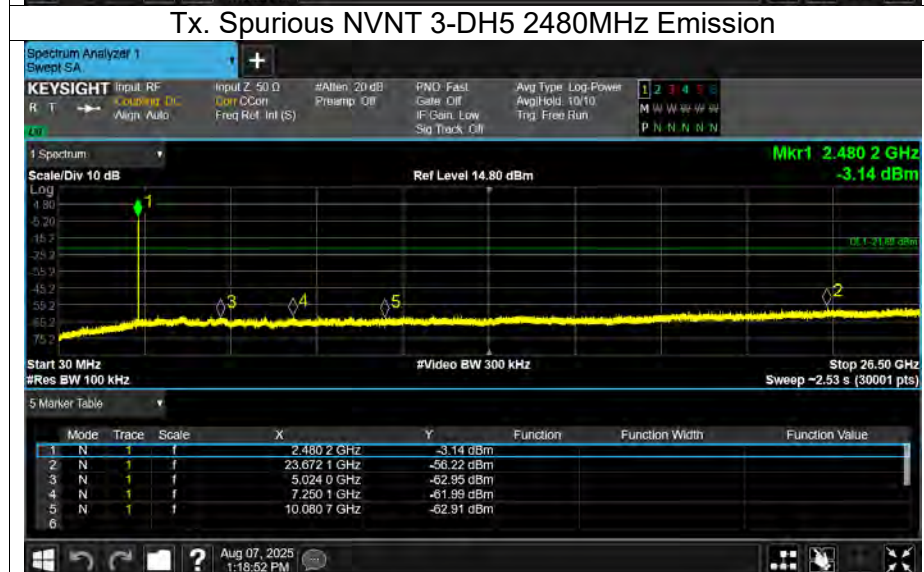 Tx. Spurious NVNT 3-DH5 2480MHz Emission
Spectrum Analyzer 1
Swept SA
+
KEYSIGHT Input: RF Input Z: 50 Ω #Atten: 20 dB PNO: Fast Avg Type: Log-Power 1 2 3 4 5 6
R T Coupling: DC Corr CCorr Preamp: Off Gate: Off Avg|Hold: 10/10 M W W W W W
Align: Auto Freq Ref: Int (S) IF Gain: Low Trig: Free Run
Sig Track: Off P N N N N N
1 Spectrum
Mkr1 2.480 2 GHz
Scale/Div 10 dB Ref Level 14.80 dBm -3.14 dBm
Log
4.80
-5.20
-15.2
-25.2
-35.2
-45.2
-55.2
-65.2
-75.2
1
3
4
5
2
Start 30 MHz #Video BW 300 kHz Stop 26.50 GHz
#Res BW 100 kHz Sweep ~2.53 s (30001 pts)
5 Marker Table
Mode Trace Scale X Y Function Function Width Function Value
1 N 1 f 2.480 2 GHz -3.14 dBm
2 N 1 f 23.672 1 GHz -56.22 dBm
3 N 1 f 5.024 0 GHz -62.95 dBm
4 N 1 f 7.250 1 GHz -61.99 dBm
5 N 1 f 10.080 7 GHz -62.91 dBm
6
? Aug 07, 2025
1:18:52 PM